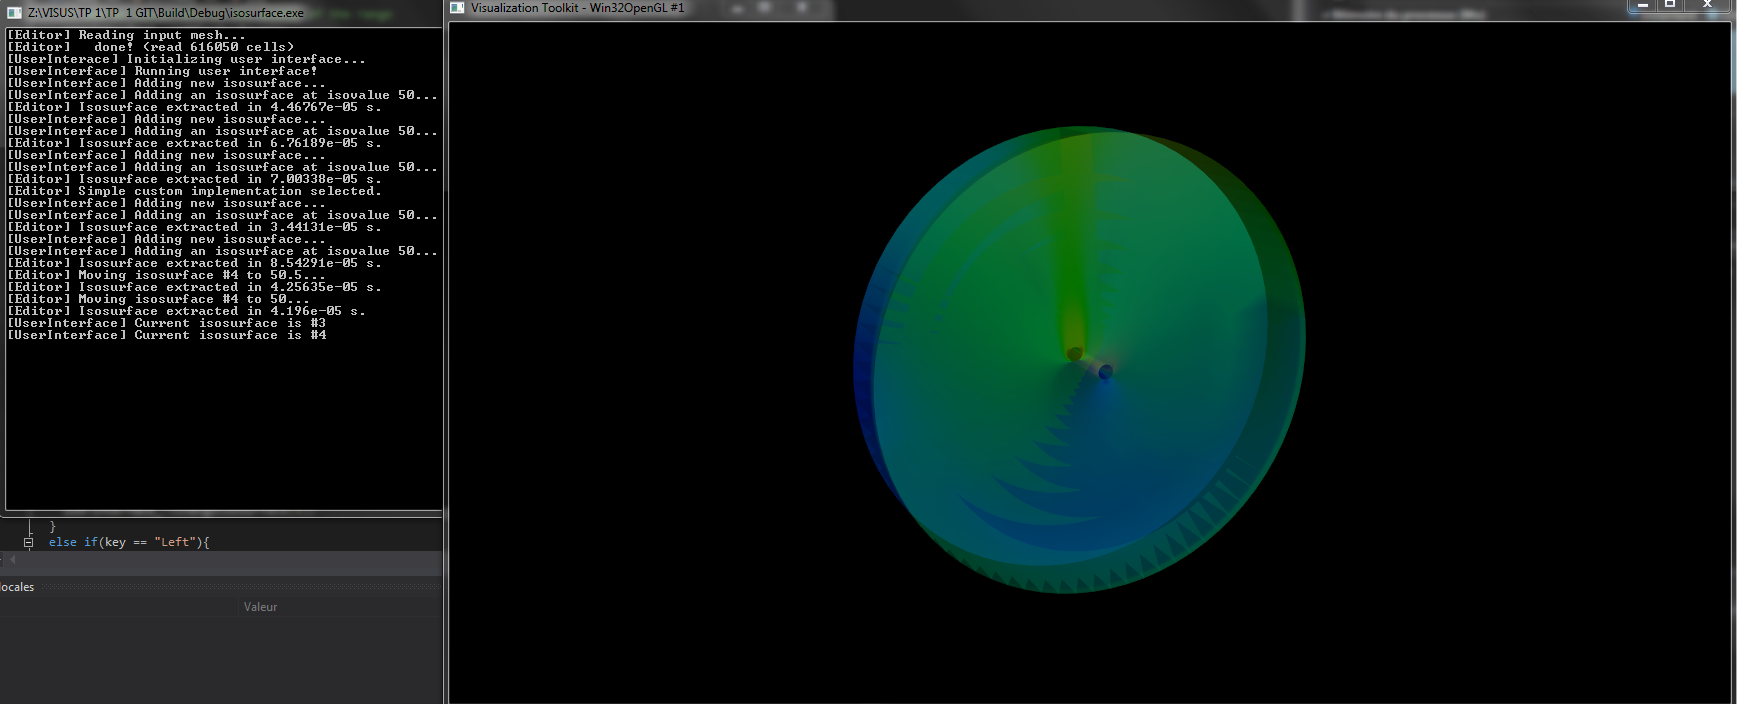 Z:\VISUS\TP 1\TP 1 GIT\Build\Debug\isosurface.exe
[Editor] Reading input mesh...
[Editor]   done! (read 616050 cells)
[UserInterace] Initializing user interface...
[UserInterface] Running user interface!
[UserInterface] Adding new isosurface...
[UserInterface] Adding an isosurface at isovalue 50...
[Editor] Isosurface extracted in 4.46767e-05 s.
[UserInterface] Adding new isosurface...
[UserInterface] Adding an isosurface at isovalue 50...
[Editor] Isosurface extracted in 6.76189e-05 s.
[UserInterface] Adding new isosurface...
[UserInterface] Adding an isosurface at isovalue 50...
[Editor] Isosurface extracted in 7.00338e-05 s.
[Editor] Simple custom implementation selected.
[UserInterface] Adding new isosurface...
[UserInterface] Adding an isosurface at isovalue 50...
[Editor] Isosurface extracted in 3.44131e-05 s.
[UserInterface] Adding new isosurface...
[UserInterface] Adding an isosurface at isovalue 50...
[Editor] Isosurface extracted in 8.54291e-05 s.
[Editor] Moving isosurface #4 to 50.5...
[Editor] Isosurface extracted in 4.25635e-05 s.
[Editor] Moving isosurface #4 to 50...
[Editor] Isosurface extracted in 4.196e-05 s.
[UserInterface] Current isosurface is #3
[UserInterface] Current isosurface is #4
}
else if(key == "Left"){
locales
Valeur
Visualization Toolkit - Win32OpenGL #1